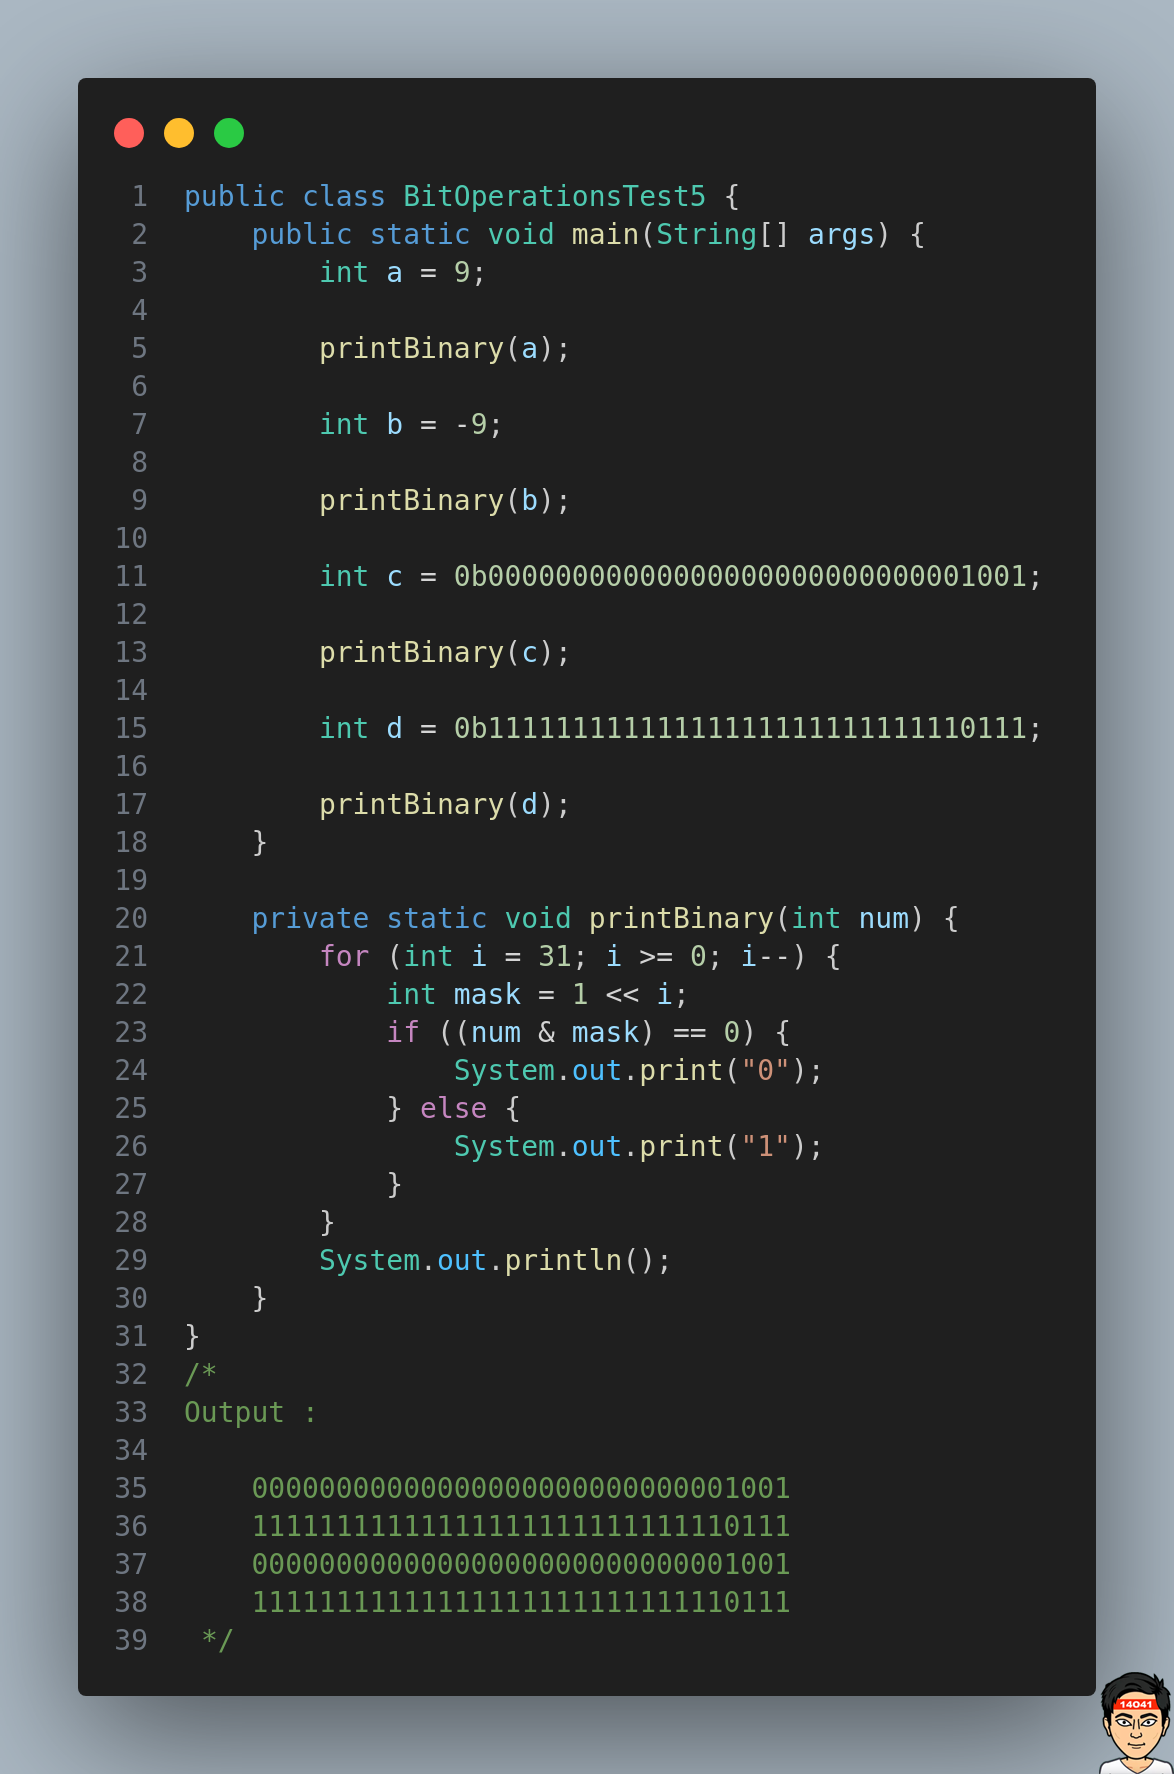 1 public class BitOperationsTest5 {
2 public static void main(String[] args) {
3 int a = 9;
4
5 printBinary(a);
6
7 int b = -9;
8
9 printBinary(b);
10
11 int c = 0b00000000000000000000000000001001;
12
13 printBinary(c);
14
15 int d = 0b11111111111111111111111111110111;
16
17 printBinary(d);
18 }
19
20 private static void printBinary(int num) {
21 for (int i = 31; i >= 0; i--) {
22 int mask = 1 << i;
23 if ((num & mask) == 0) {
24 System.out.print("0");
25 } else {
26 System.out.print("1");
27 }
28 }
29 System.out.println();
30 }
31 }
32 /*
33 Output :
34
35 00000000000000000000000000001001
36 11111111111111111111111111110111
37 00000000000000000000000000001001
38 11111111111111111111111111110111
39 */
14041